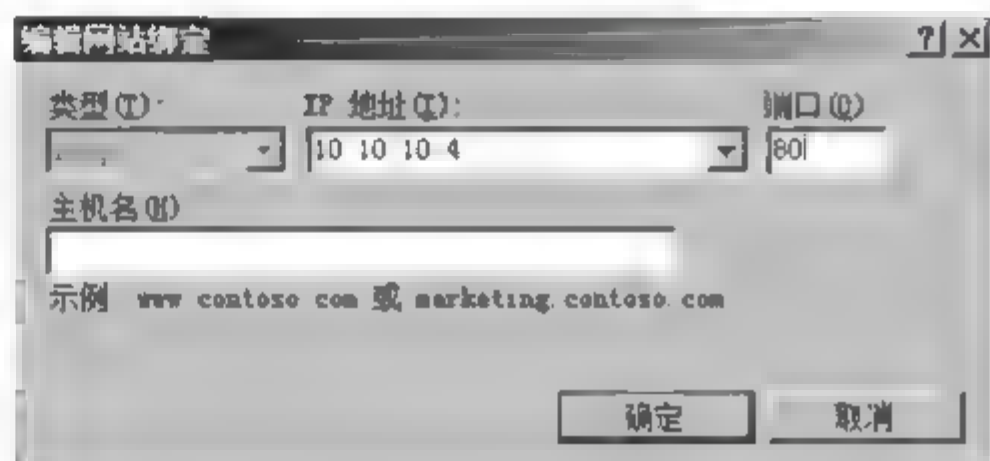 编辑网站绑定
类型(T): IP 地址(I): 端口(O)
10 10 10 4 80
主机名(H)
示例 www contoso com 或 marketing.contoso.com
确定 取消